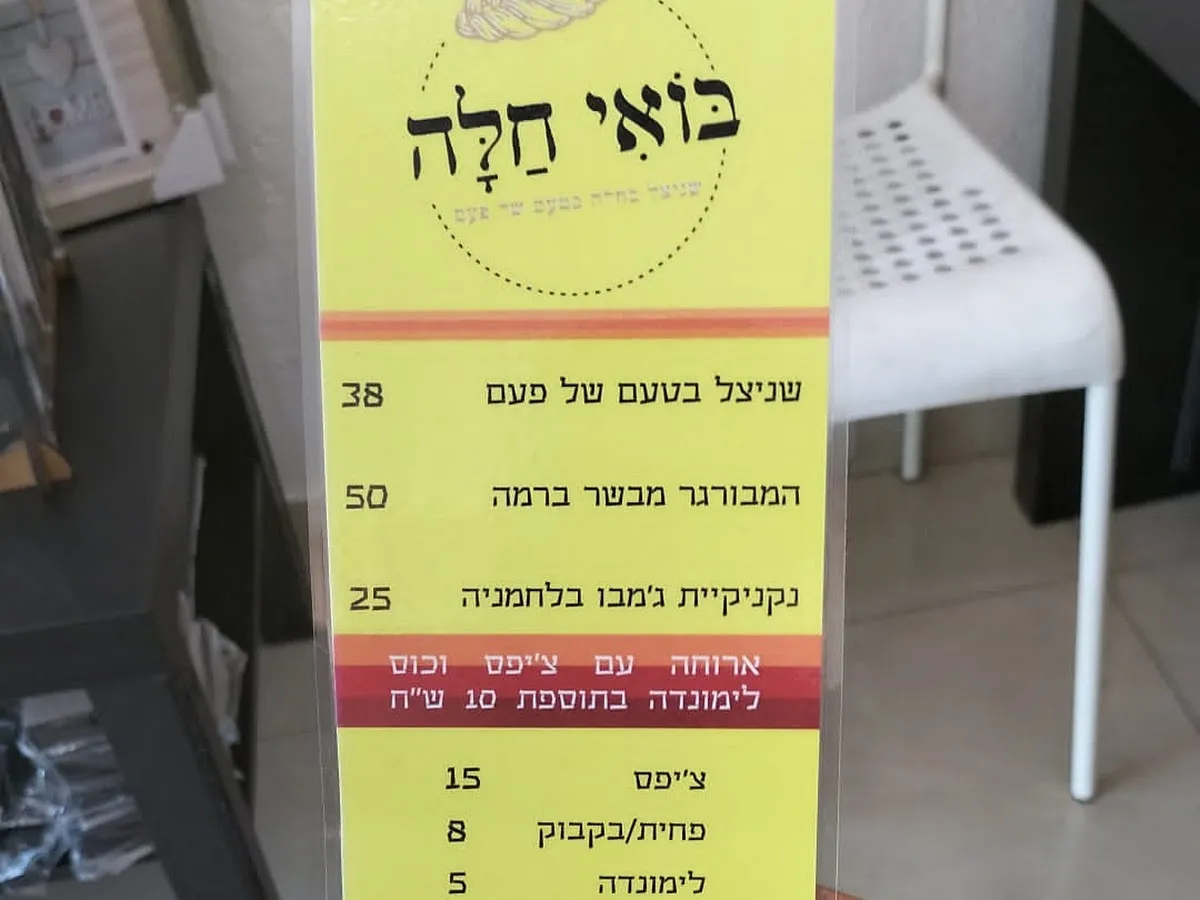 בּוֹאִי חַלָּה
שניצל בחלה בטעם של פעם
שניצל בטעם של פעם 38
המבורגר מבשר ברמה 50
נקניקיית ג'מבו בלחמניה 25
ארוחה עם צ'יפס וכוס
לימונדה בתוספת 10 ש"ח
צ'יפס 15
פחית/בקבוק 8
לימונדה 5